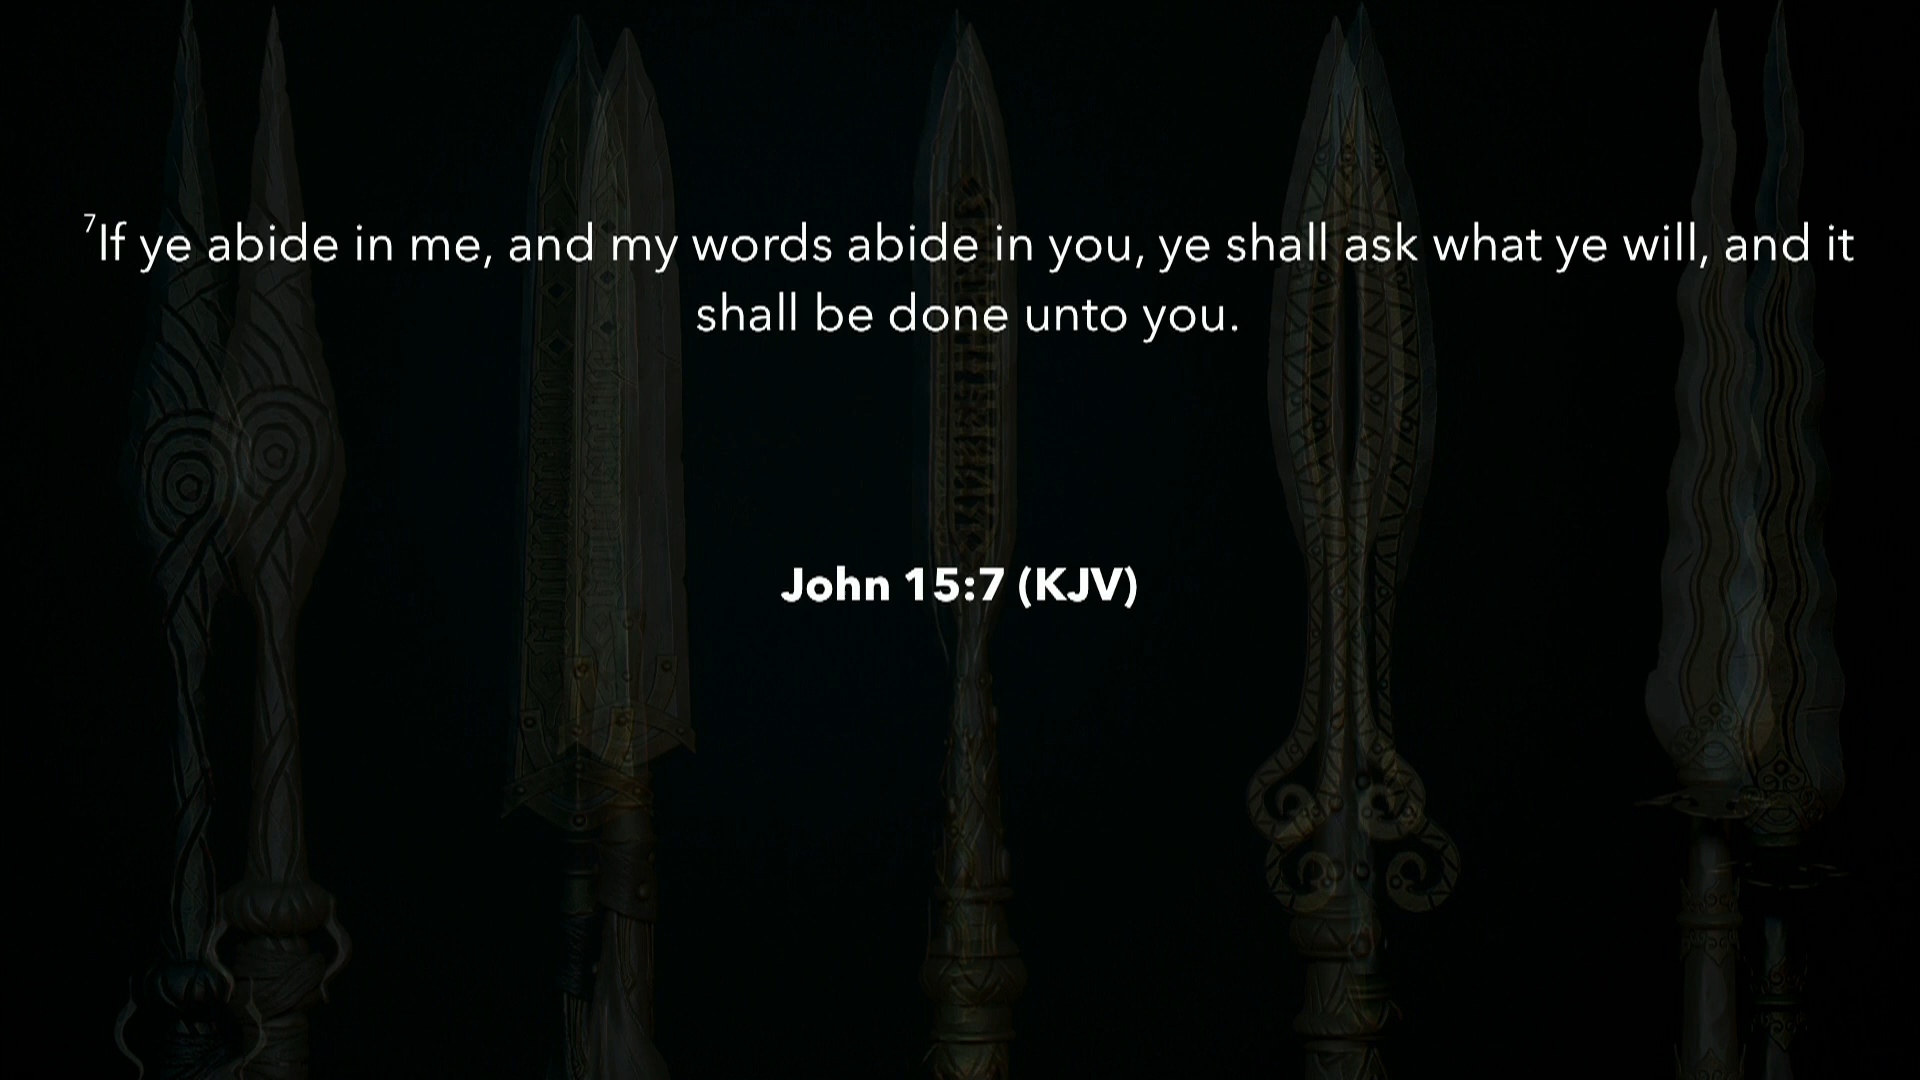 7If ye abide in me, and my words abide in you, ye shall ask what ye will, and it
shall be done unto you.
John 15:7 (KJV)